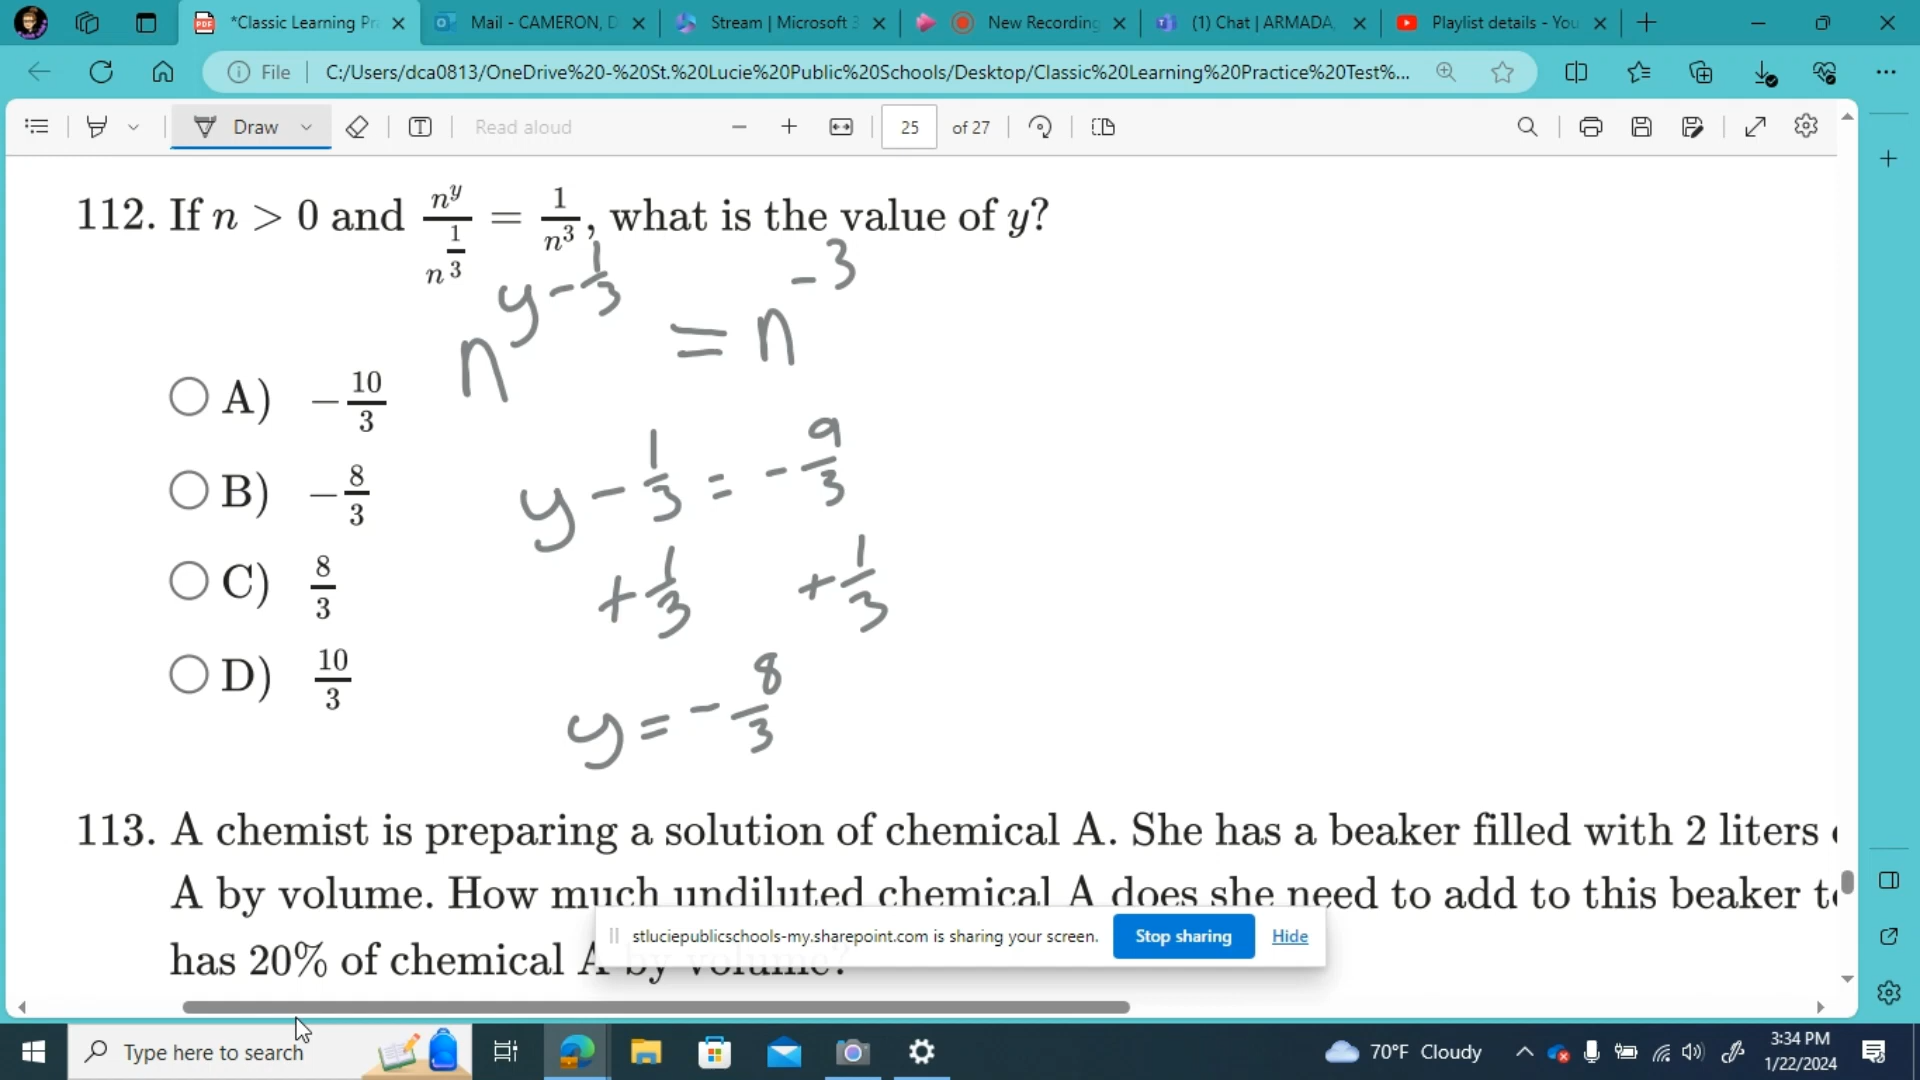 *Classic Learning Pr
Mail - CAMERON, D
Stream | Microsoft 3
New Recording
(1) Chat | ARMADA,
Playlist details - You
File
C:/Users/dca0813/OneDrive%20-%20St.%20Lucie%20Public%20Schools/Desktop/Classic%20Learning%20Practice%20Test%...
Draw
Read aloud
25 of 27
112. If n > 0 and n^y / n^(1/3) = 1/n^3, what is the value of y?
n^(y-1/3) = n^-3
A) -10/3
y - 1/3 = -9/3
B) -8/3
+1/3 +1/3
C) 8/3
D) 10/3
y = -8/3
113. A chemist is preparing a solution of chemical A. She has a beaker filled with 2 liters
A by volume. How much undiluted chemical A does she need to add to this beaker
has 20% of chemical A by volume?
stluciepublicschools-my.sharepoint.com is sharing your screen.
Stop sharing
Hide
Type here to search
70°F Cloudy
3:34 PM
1/22/2024